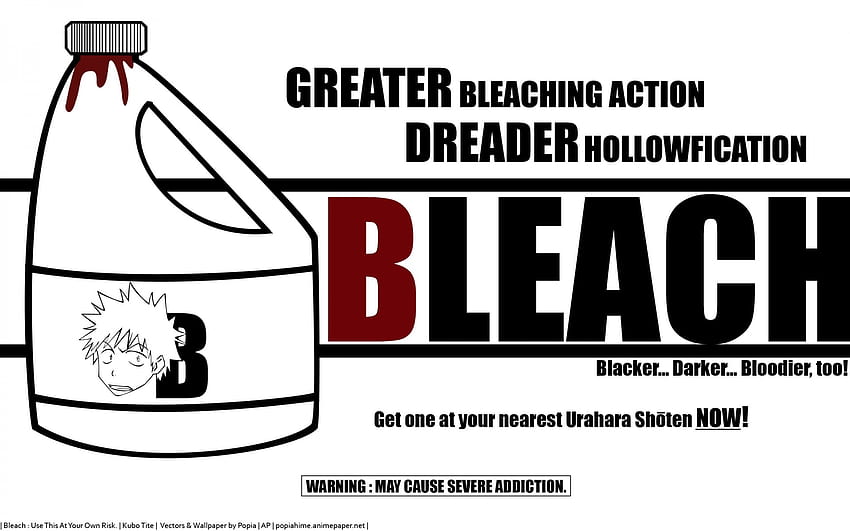 GREATER BLEACHING ACTION
DREADER HOLLOWFICATION
BLEACH
B
Blacker... Darker... Bloodier, too!
Get one at your nearest Urahara Shōten NOW!
WARNING : MAY CAUSE SEVERE ADDICTION.
| Bleach : Use This At Your Own Risk. | Kubo Tite | Vectors & Wallpaper by Popia | AP | popiahime.animepaper.net |